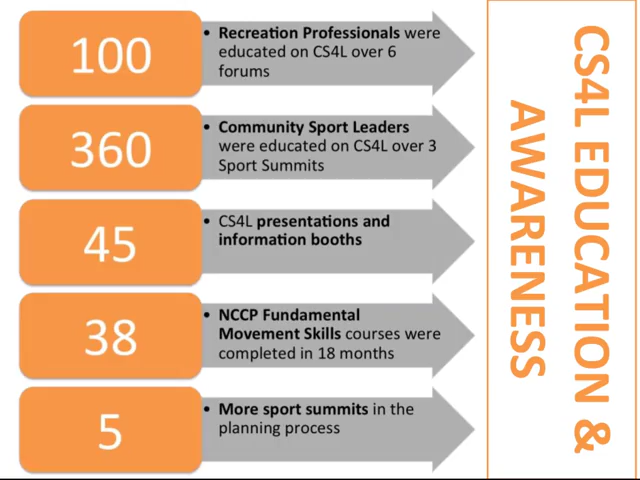 100
• Recreation Professionals were
educated on CS4L over 6
forums
360
• Community Sport Leaders
were educated on CS4L over 3
Sport Summits
45
• CS4L presentations and
information booths
38
• NCCP Fundamental
Movement Skills courses were
completed in 18 months
5
• More sport summits in the
planning process
CS4L EDUCATION &
AWARENESS